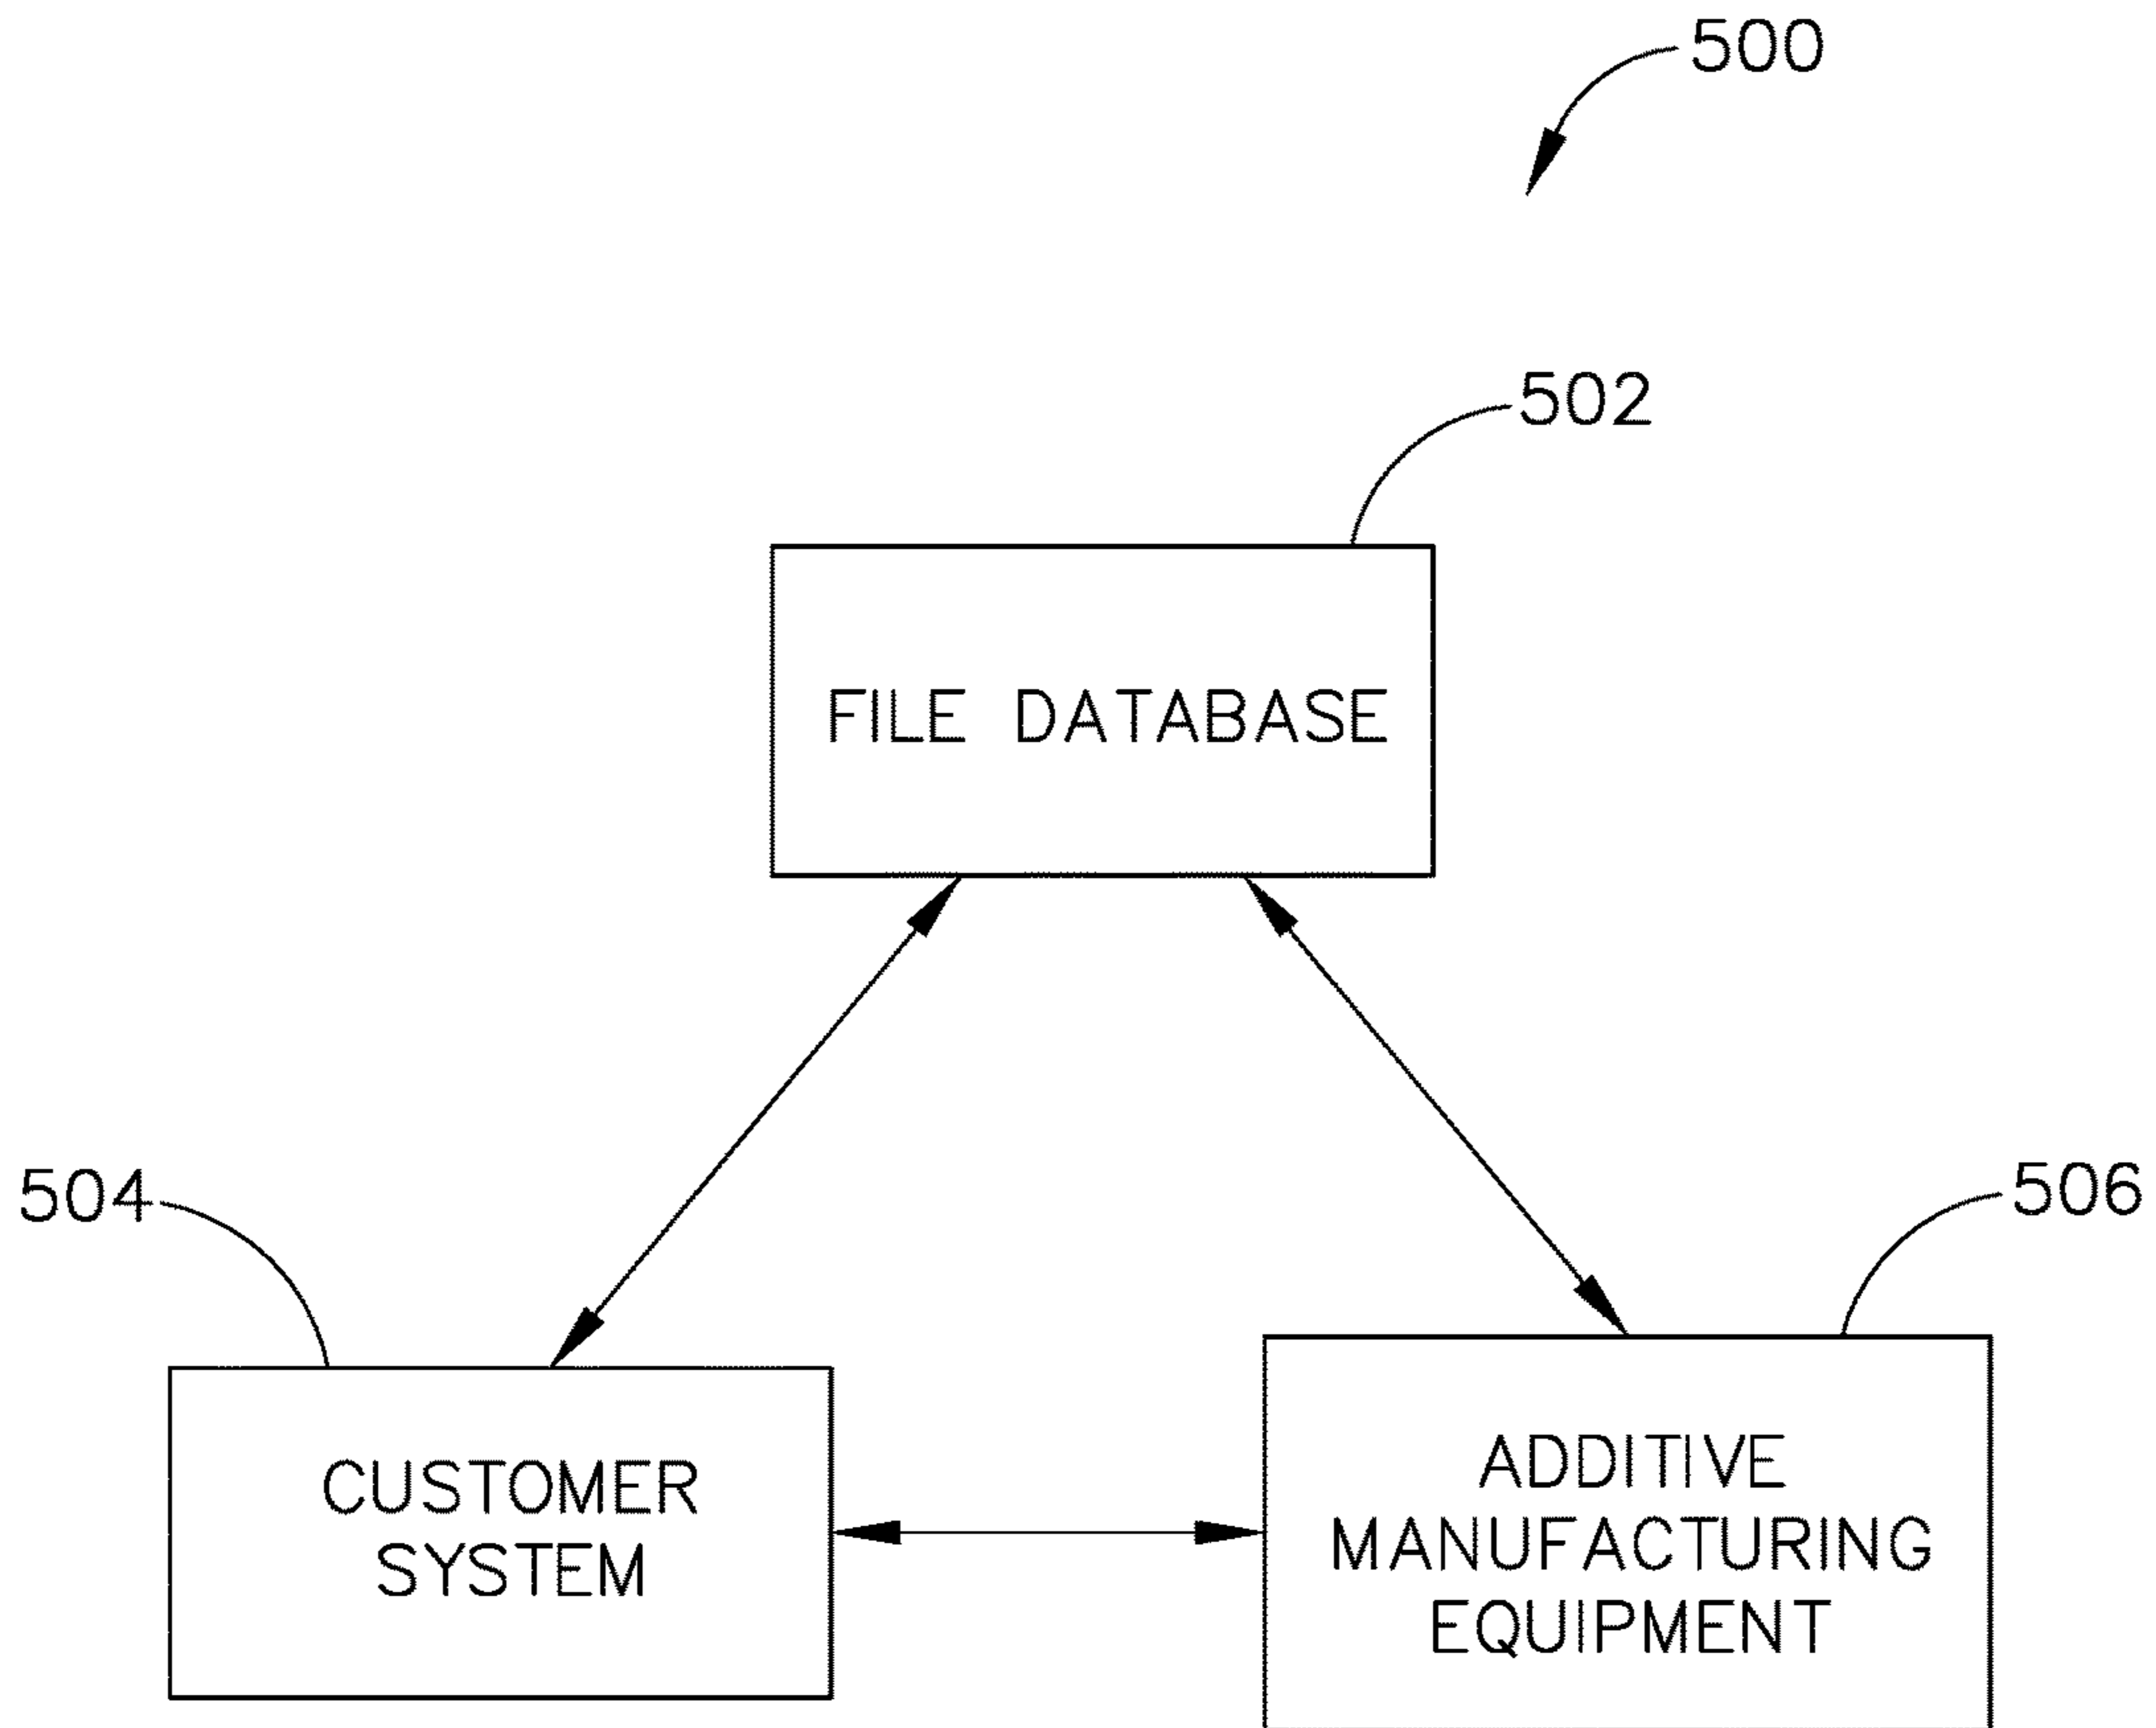 500
502
FILE DATABASE
504
506
CUSTOMER
SYSTEM
ADDITIVE
MANUFACTURING
EQUIPMENT